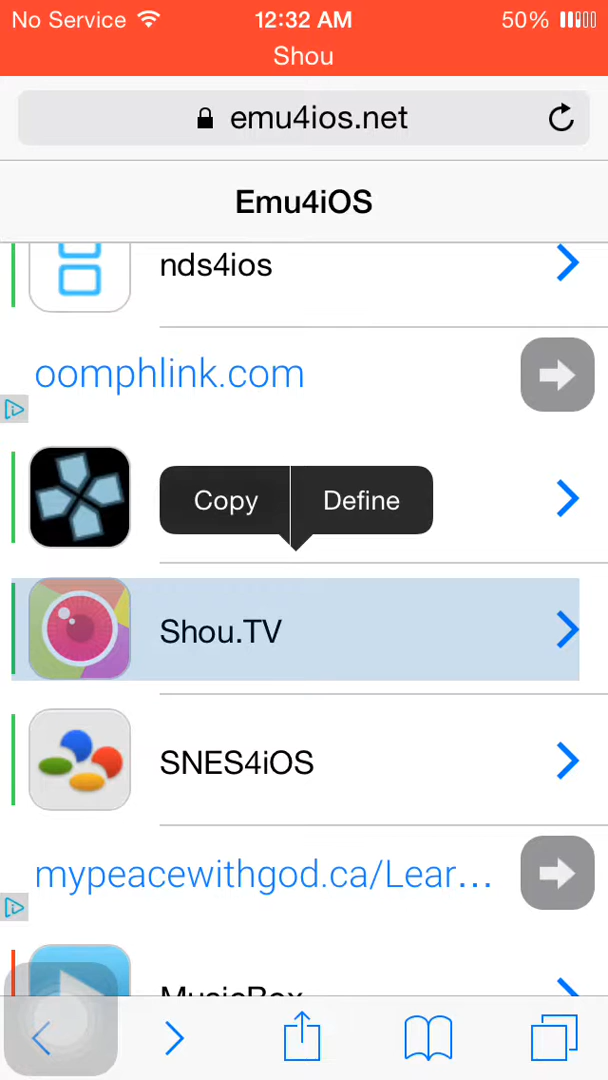 No Service 12:32 AM 50%
Shou
emu4ios.net
Emu4iOS
nds4ios
oomphlink.com
Copy Define
Shou.TV
SNES4iOS
mypeacewithgod.ca/Lear...
MusicBox